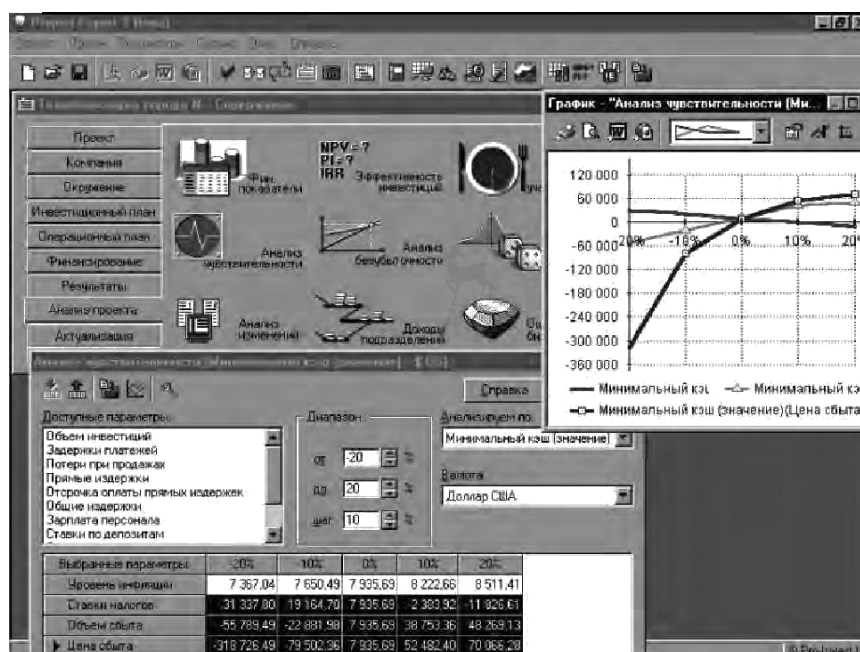 График - "Анализ чувствительности (Ми...
Проект
Компания
Окружение
Инвестиционный план
Операционный план
Финансирование
Результаты
Анализ проекта
Актуализация
Фин. показатели
NPV=?
PI=?
IRR
Эффективность инвестиций
Анализ чувствительности
Анализ безубыточности
Анализ изменений
Доходы подразделений
120 000
60 000
0
-60 000
-120 000
-180 000
-240 000
-300 000
-360 000
-20% -10% 0% 10% 20%
Минимальный кэш
Минимальный кэ
Минимальный кэш (значение)(Цена сбыта
Справка
Доступные параметры:
Объем инвестиций
Задержки платежей
Потери при продажах
Прямые издержки
Отсрочка оплаты прямых издержек
Общие издержки
Зарплата персонала
Ставки по депозитам
Диапазон
от -20 %
до 20 %
шаг 10 %
Анализируем по:
Минимальный кэш (значение)
Валюта
Доллар США
Выбранные параметры -20% -10% 0% 10% 20%
Уровень инфляции 7 367,04 7 650,49 7 935,69 8 222,66 8 511,41
Ставки налогов 19 164,70 7 935,69 -2 383,92 -11 826,61
Объем сбыта -55 789,49 -22 881,98 7 935,69 38 753,36 48 269,13
Цена сбыта -318 726,49 -79 502,36 7 935,69 52 482,40 70 066,28